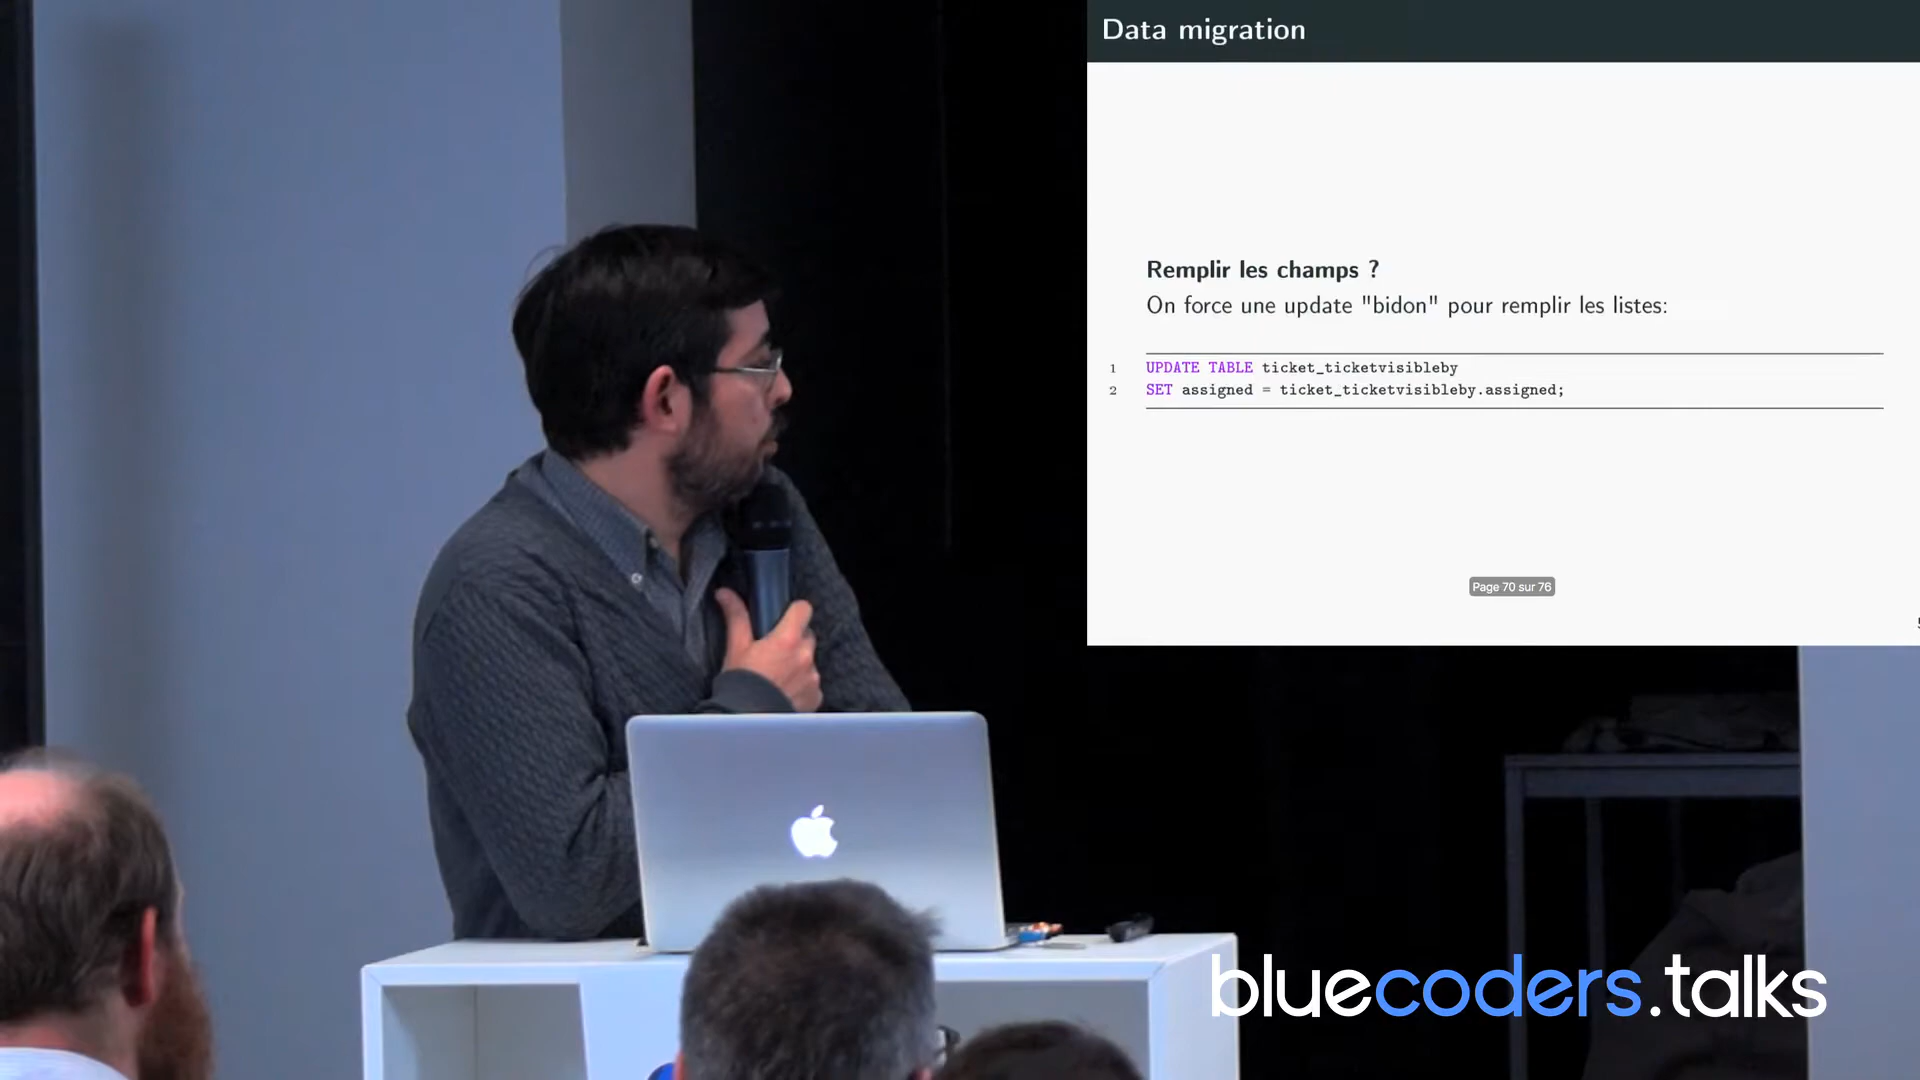 Data migration
Remplir les champs ?
On force une update "bidon" pour remplir les listes:
1 UPDATE TABLE ticket_ticketvisibleby
2 SET assigned = ticket_ticketvisibleby.assigned;
Page 70 sur 76
bluecoders.talks